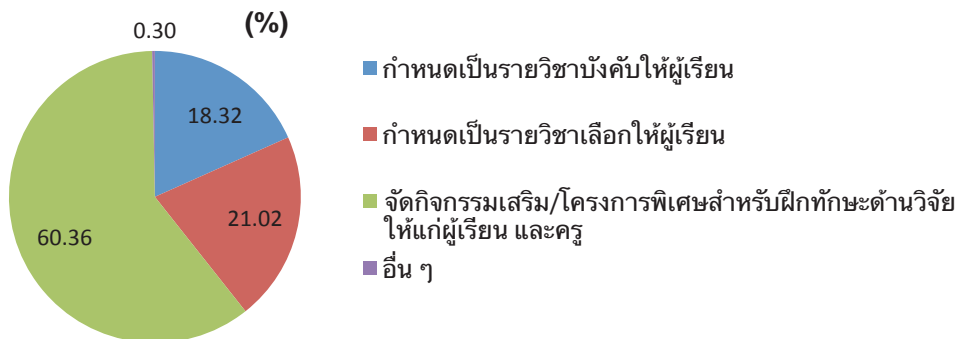 (%)
0.30
18.32
21.02
60.36
กำหนดเป็นรายวิชาบังคับให้ผู้เรียน
กำหนดเป็นรายวิชาเลือกให้ผู้เรียน
จัดกิจกรรมเสริม/โครงการพิเศษสำหรับฝึกทักษะด้านวิจัย
ให้แก่ผู้เรียน และครู
อื่น ๆ